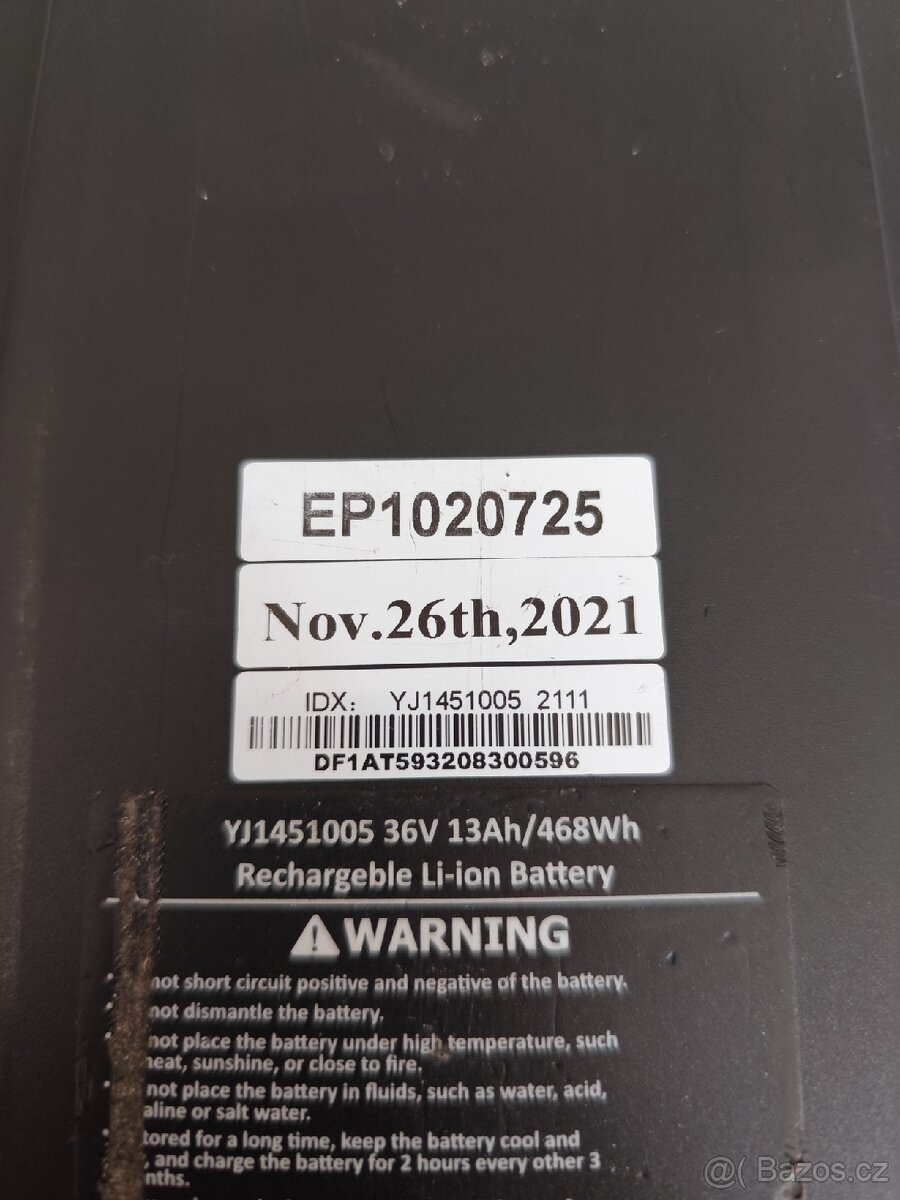 EP1020725
Nov.26th,2021
IDX: YJ1451005 2111
DF1AT593208300596
YJ1451005 36V 13Ah/468Wh
Rechargeble Li-ion Battery
WARNING
not short circuit positive and negative of the battery.
not dismantle the battery.
not place the battery under high temperature, such
heat, sunshine, or close to fire.
not place the battery in fluids, such as water, acid,
aline or salt water.
tored for a long time, keep the battery cool and
, and charge the battery for 2 hours every other 3
nths.
@( Bazos.cz